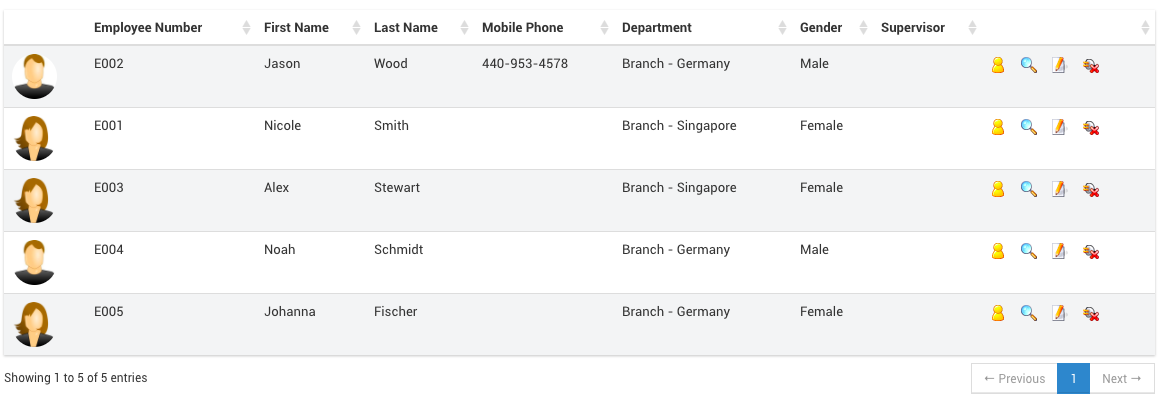 Employee Number First Name Last Name Mobile Phone Department Gender Supervisor
E002 Jason Wood 440-953-4578 Branch - Germany Male
E001 Nicole Smith Branch - Singapore Female
E003 Alex Stewart Branch - Singapore Female
E004 Noah Schmidt Branch - Germany Male
E005 Johanna Fischer Branch - Germany Female
Showing 1 to 5 of 5 entries ← Previous 1 Next →